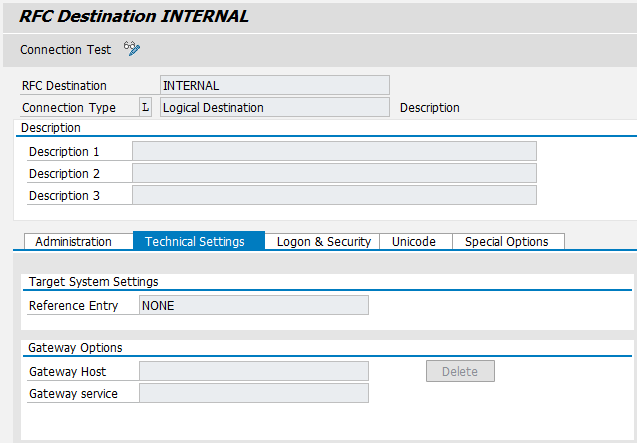 RFC Destination INTERNAL
Connection Test
RFC Destination INTERNAL
Connection Type L Logical Destination Description
Description
Description 1
Description 2
Description 3
Administration Technical Settings Logon & Security Unicode Special Options
Target System Settings
Reference Entry NONE
Gateway Options
Gateway Host Delete
Gateway service